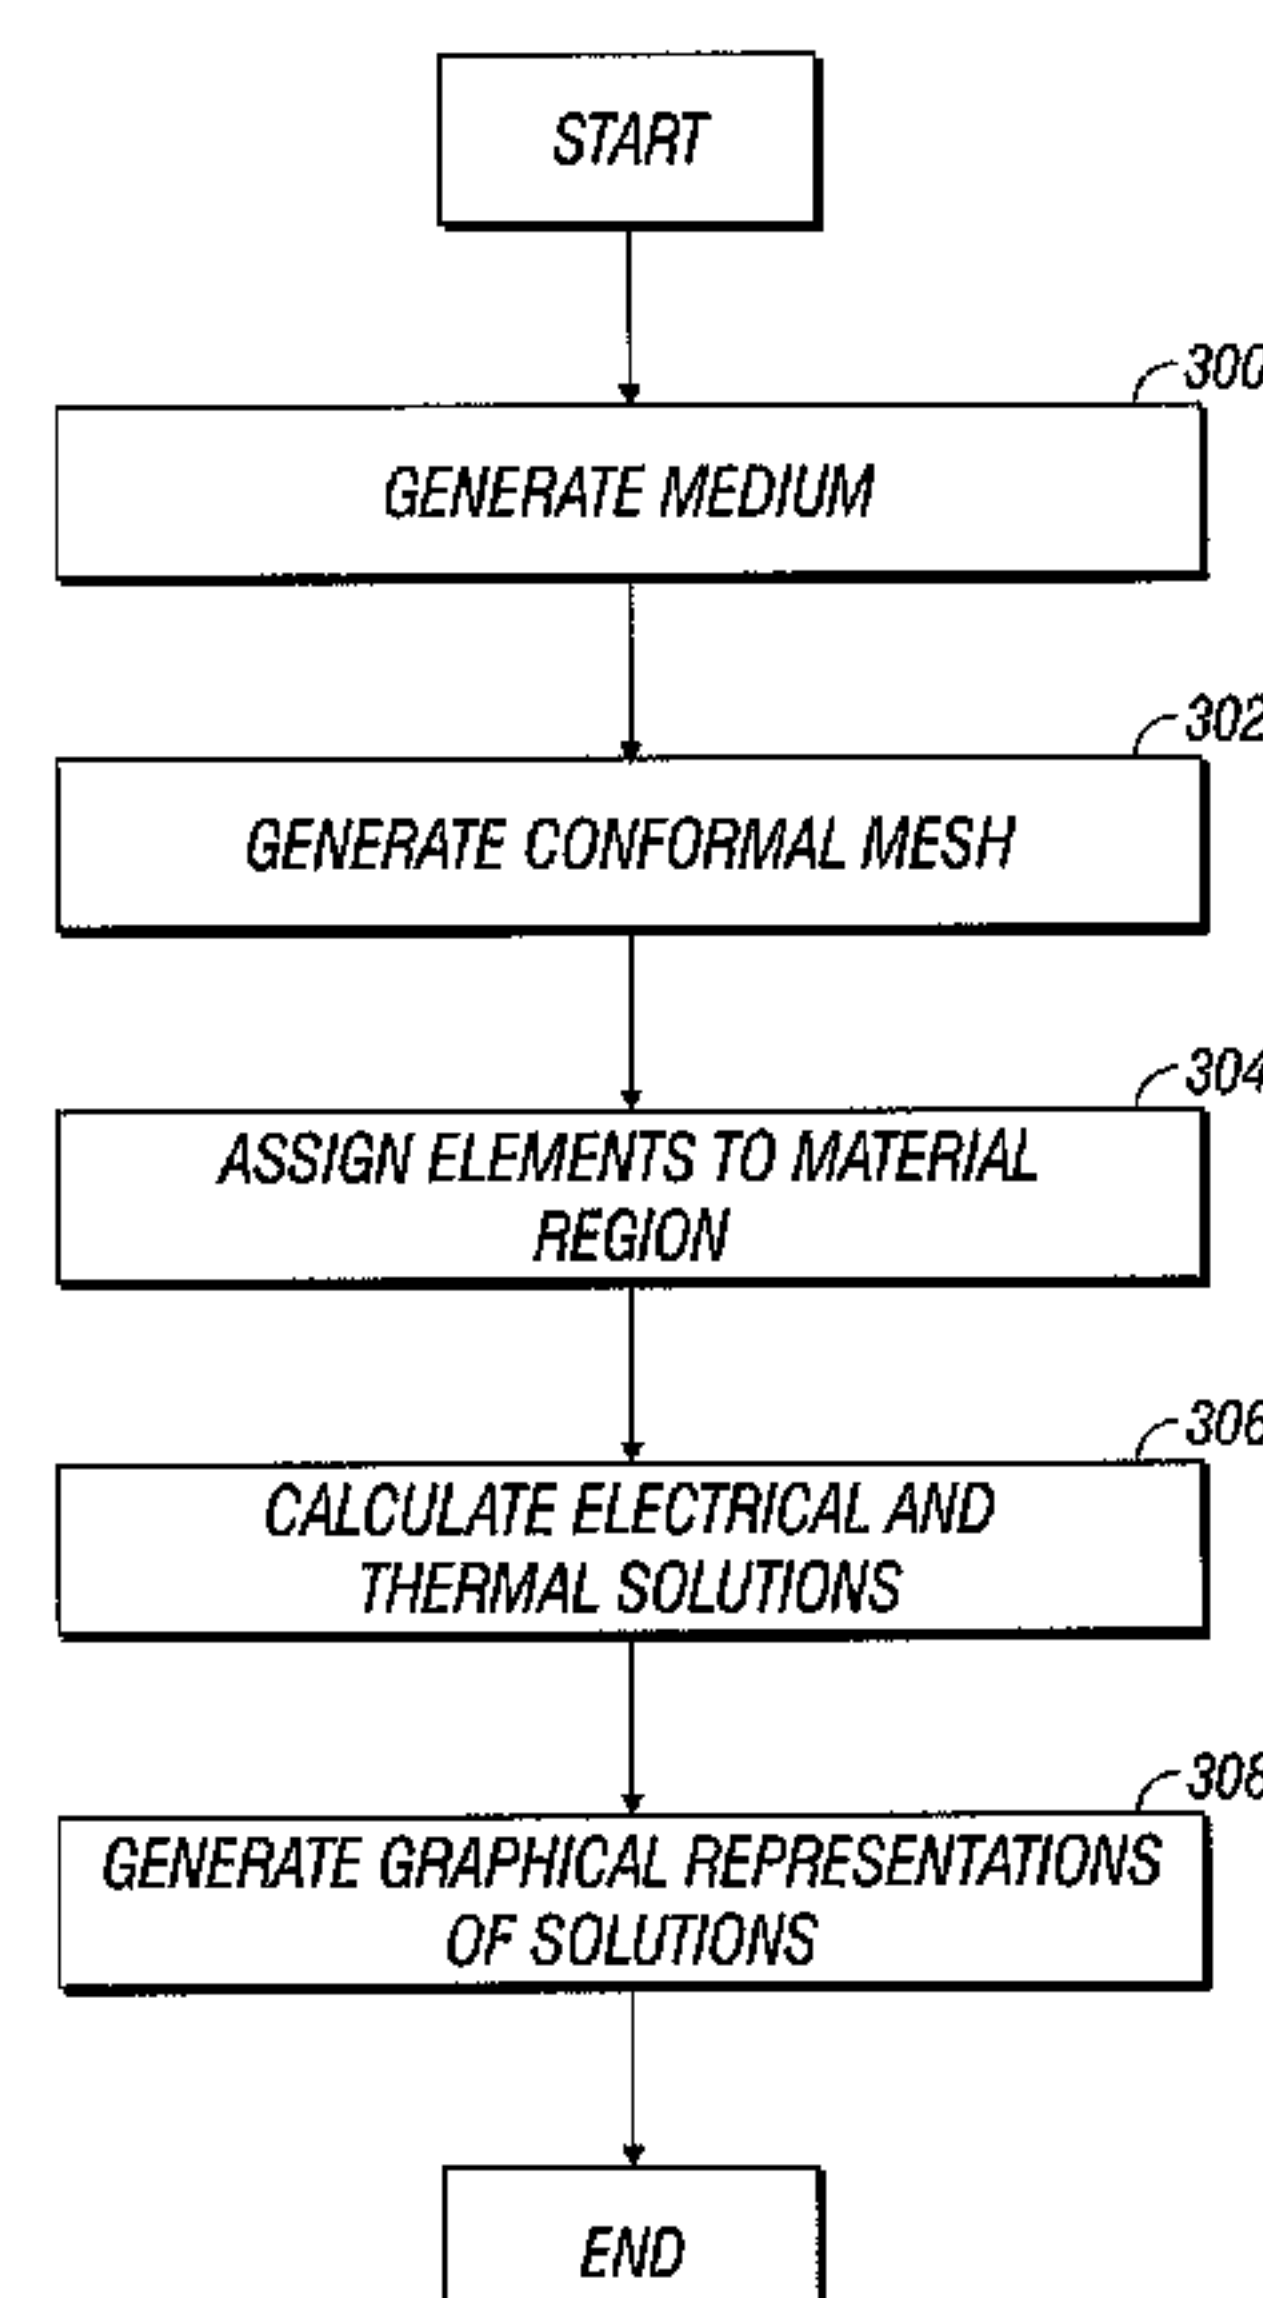 START
300
GENERATE MEDIUM
302
GENERATE CONFORMAL MESH
304
ASSIGN ELEMENTS TO MATERIAL
REGION
306
CALCULATE ELECTRICAL AND
THERMAL SOLUTIONS
308
GENERATE GRAPHICAL REPRESENTATIONS
OF SOLUTIONS
END